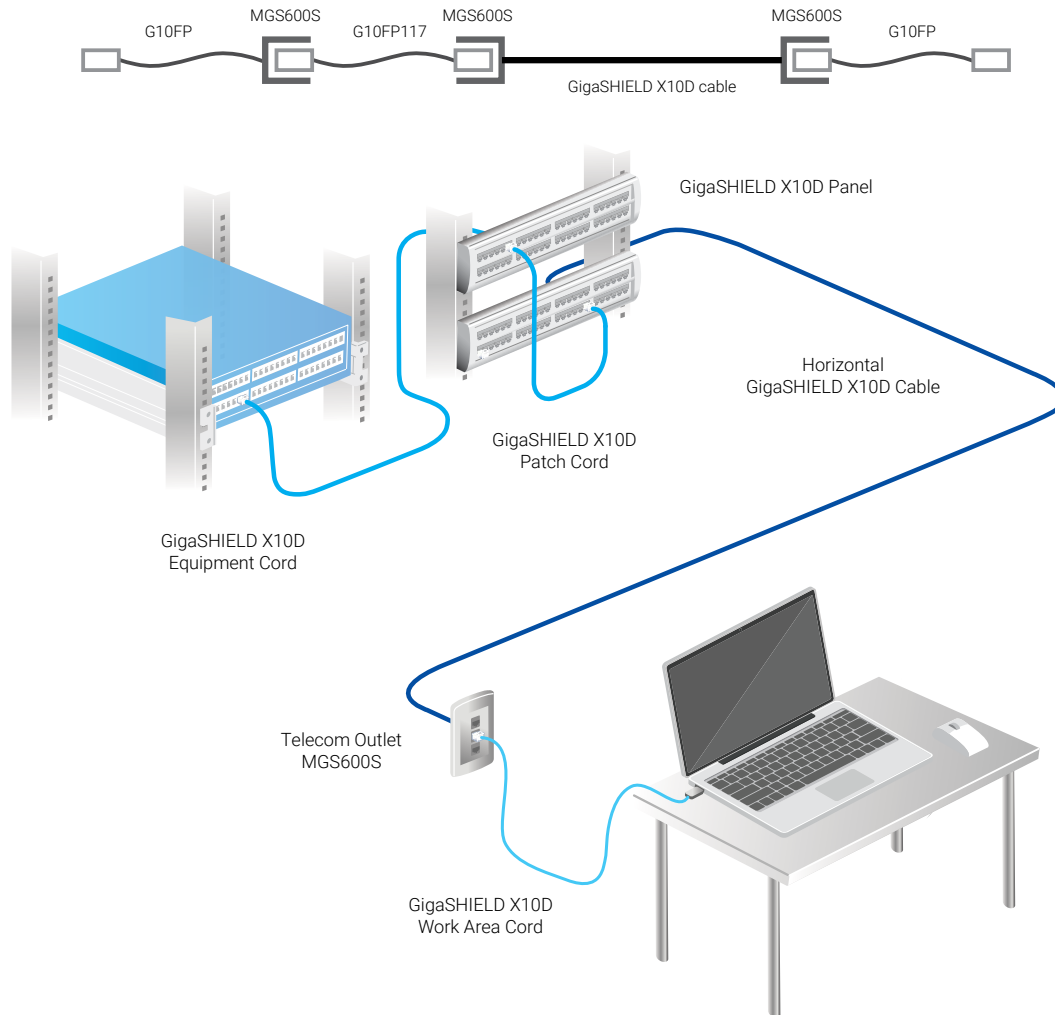 MGS600S
MGS600S
MGS600S
G10FP
G10FP117
G10FP
GigaSHIELD X10D cable
GigaSHIELD X10D Panel
Horizontal
GigaSHIELD X10D Cable
GigaSHIELD X10D
Patch Cord
GigaSHIELD X10D
Equipment Cord
Telecom Outlet
MGS600S
GigaSHIELD X10D
Work Area Cord